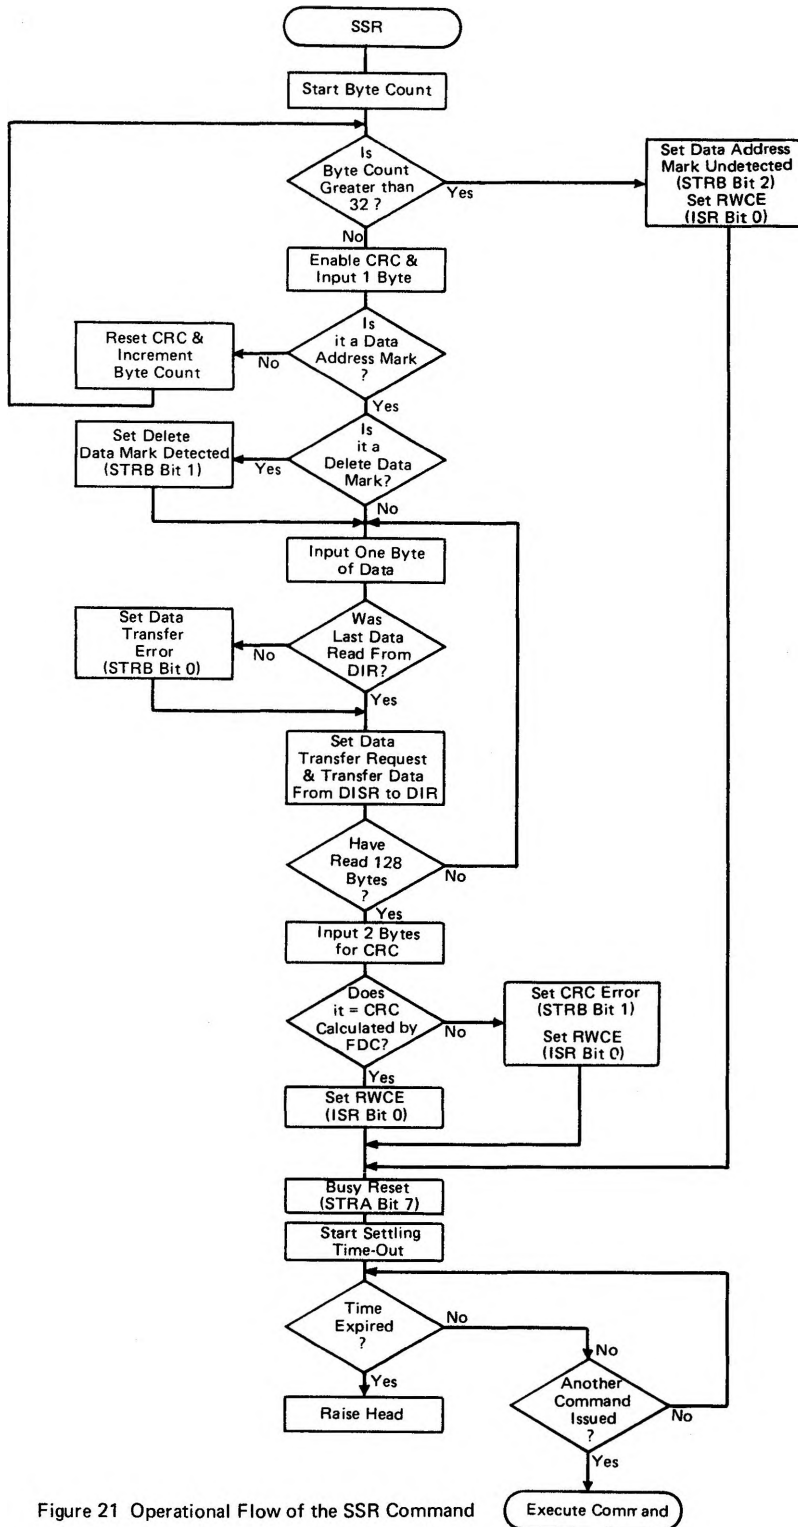 SSR
Start Byte Count
Is
Byte Count
Greater than
32 ?
Yes
No
Set Data Address
Mark Undetected
(STRB Bit 2)
Set RWCE
(ISR Bit 0)
Enable CRC &
Input 1 Byte
Is
it a Data
Address Mark
?
No
Yes
Reset CRC &
Increment
Byte Count
Is
it a
Delete Data
Mark?
Yes
No
Set Delete
Data Mark Detected
(STRB Bit 1)
Input One Byte
of Data
Was
Last Data
Read From
DIR?
No
Yes
Set Data
Transfer
Error
(STRB Bit 0)
Set Data
Transfer Request
& Transfer Data
From DISR to DIR
Have
Read 128
Bytes
?
No
Yes
Input 2 Bytes
for CRC
Does
it = CRC
Calculated by
FDC?
No
Yes
Set CRC Error
(STRB Bit 1)
Set RWCE
(ISR Bit 0)
Set RWCE
(ISR Bit 0)
Busy Reset
(STRA Bit 7)
Start Settling
Time-Out
Time
Expired
?
No
Yes
No
Another
Command
Issued
?
No
Yes
Raise Head
Execute Command
Figure 21 Operational Flow of the SSR Command